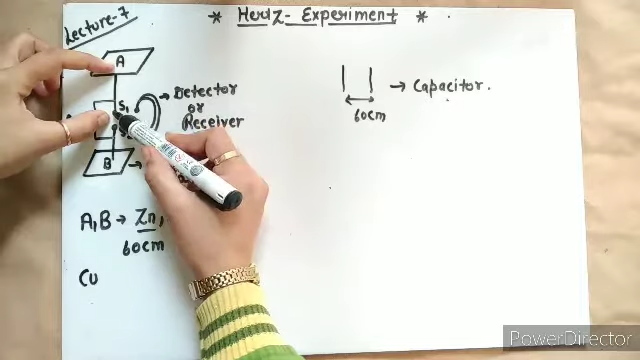 Lecture-7
* Hertz- Experiment *
A
S1
→ Detector
or
Receiver
B
A,B → Zn,
60cm
Cu
→ Capacitor.
60cm
PowerDirector